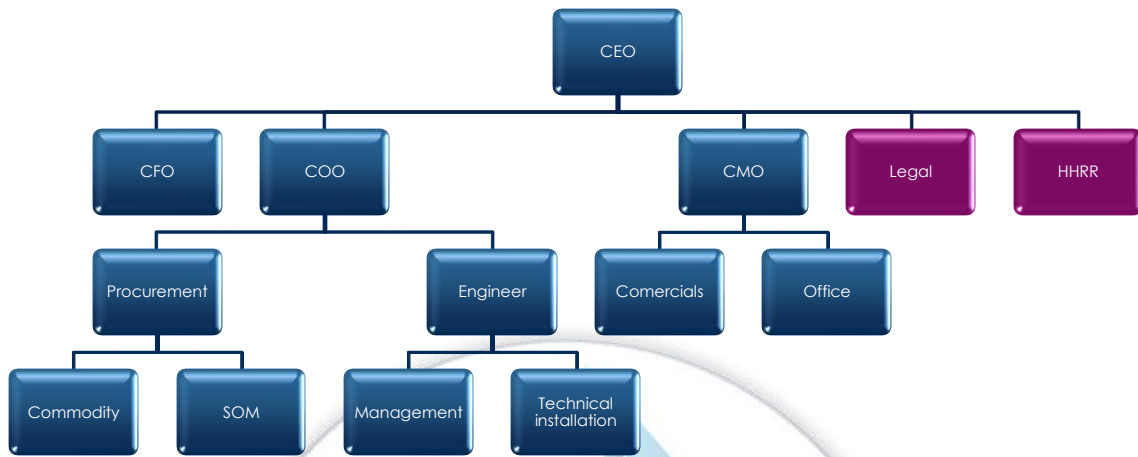 CEO
CFO
COO
CMO
Legal
HHRR
Procurement
Engineer
Comercials
Office
Commodity
SOM
Management
Technical
installation